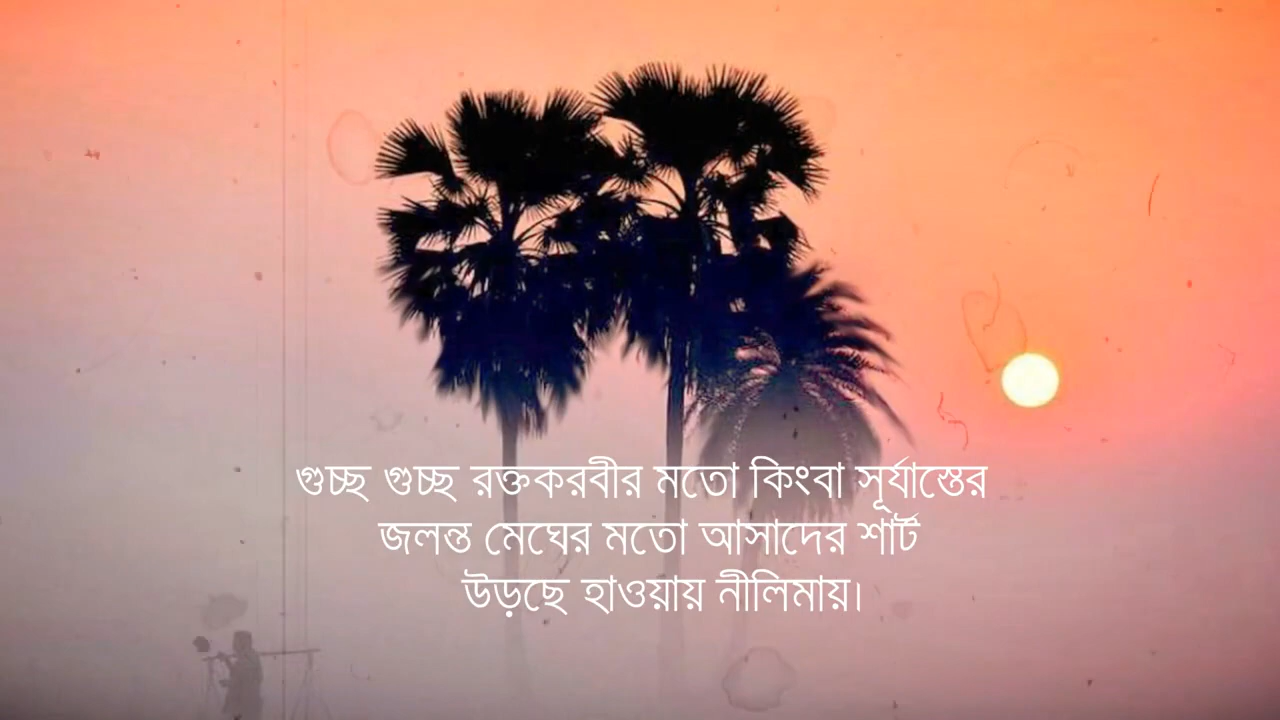 গুচ্ছ গুচ্ছ রক্তকরবীর মতো কিংবা সূর্যাস্তের
জলন্ত মেঘের মতো আসাদের শার্ট
উড়ছে হাওয়ায় নীলিমায়।